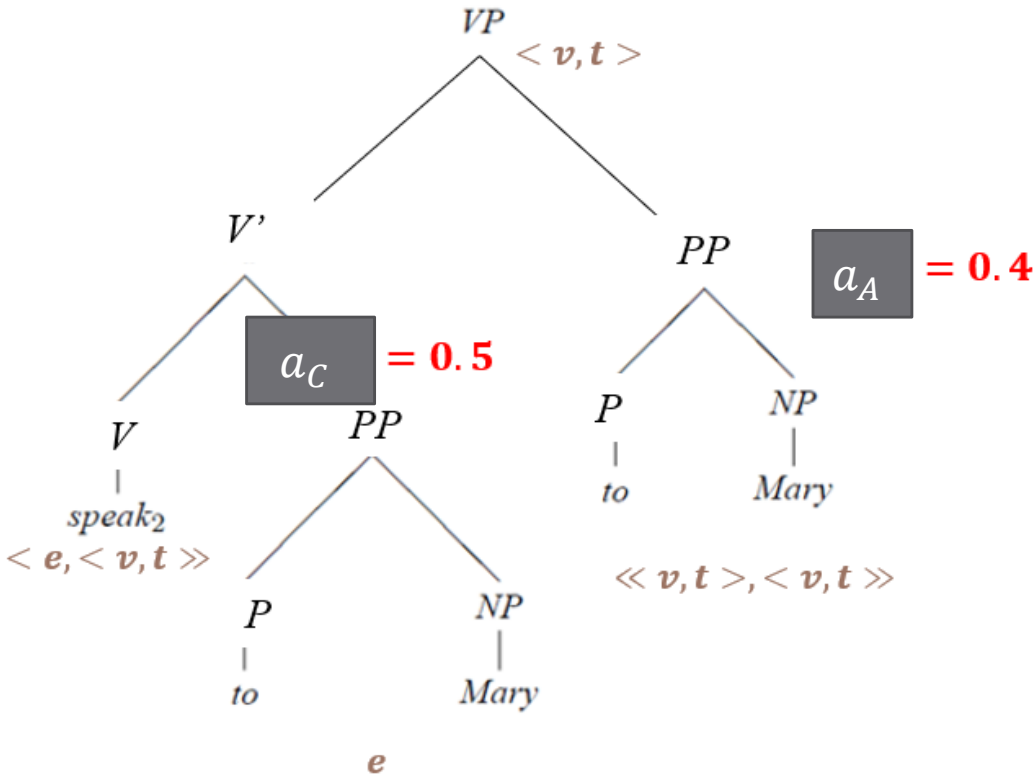 VP
< v, t >
V’
PP
a_A = 0.4
a_C = 0.5
V
PP
P
NP
speak₂
to
Mary
< e, < v, t ≫
≪ v, t >, < v, t ≫
P
NP
to
Mary
e